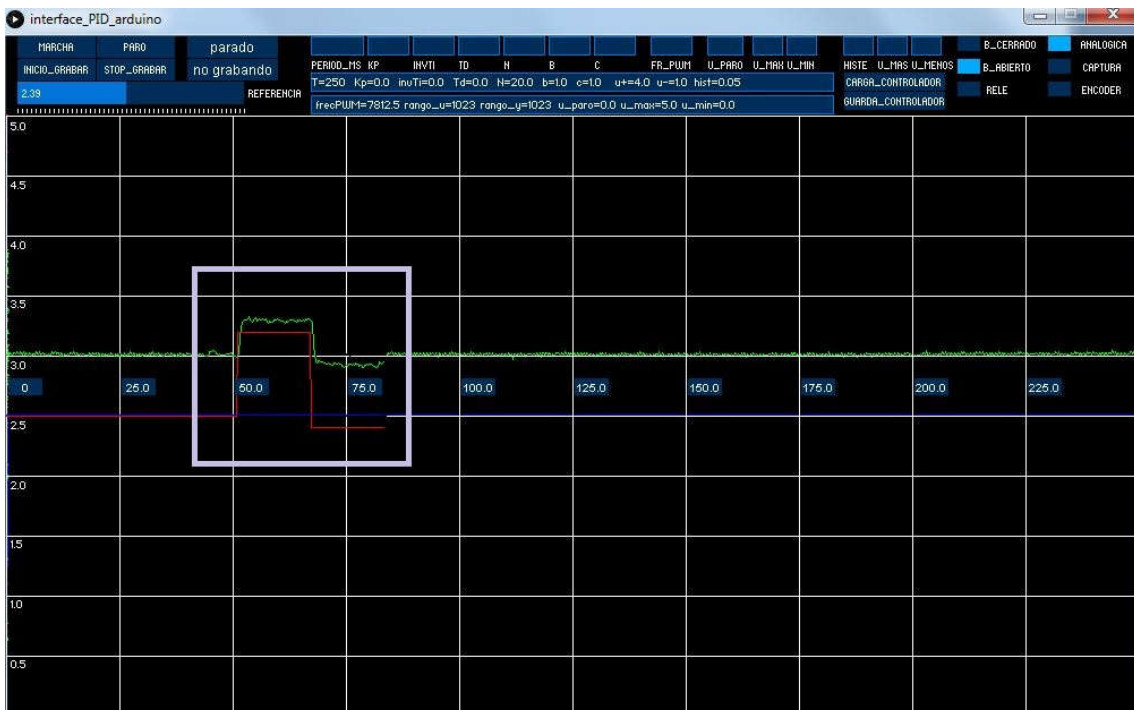 interface_PID_arduino
MARCHA PARO parado
INICIO_GRABAR STOP_GRABAR no grabando
2.39 REFERENCIA
PERIOD_MS KP INVTI TD N B C FR_PWM U_PARO U_MAX U_MIN
T=250 Kp=0.0 invTi=0.0 Td=0.0 N=20.0 b=1.0 c=1.0 u+=4.0 u-=-1.0 hist=0.05
frecPWM=7812.5 rango_u=1023 rango_y=1023 u_paro=0.0 u_max=5.0 u_min=0.0
HISTE U_MAS U_MENOS
CARGA_CONTROLADOR
GUARDA_CONTROLADOR
B_CERRADO ANALOGICA
B_ABIERTO CAPTURA
RELE ENCODER
5.0
4.5
4.0
3.5
3.0
0 25.0 50.0 75.0 100.0 125.0 150.0 175.0 200.0 225.0
2.5
2.0
1.5
1.0
0.5